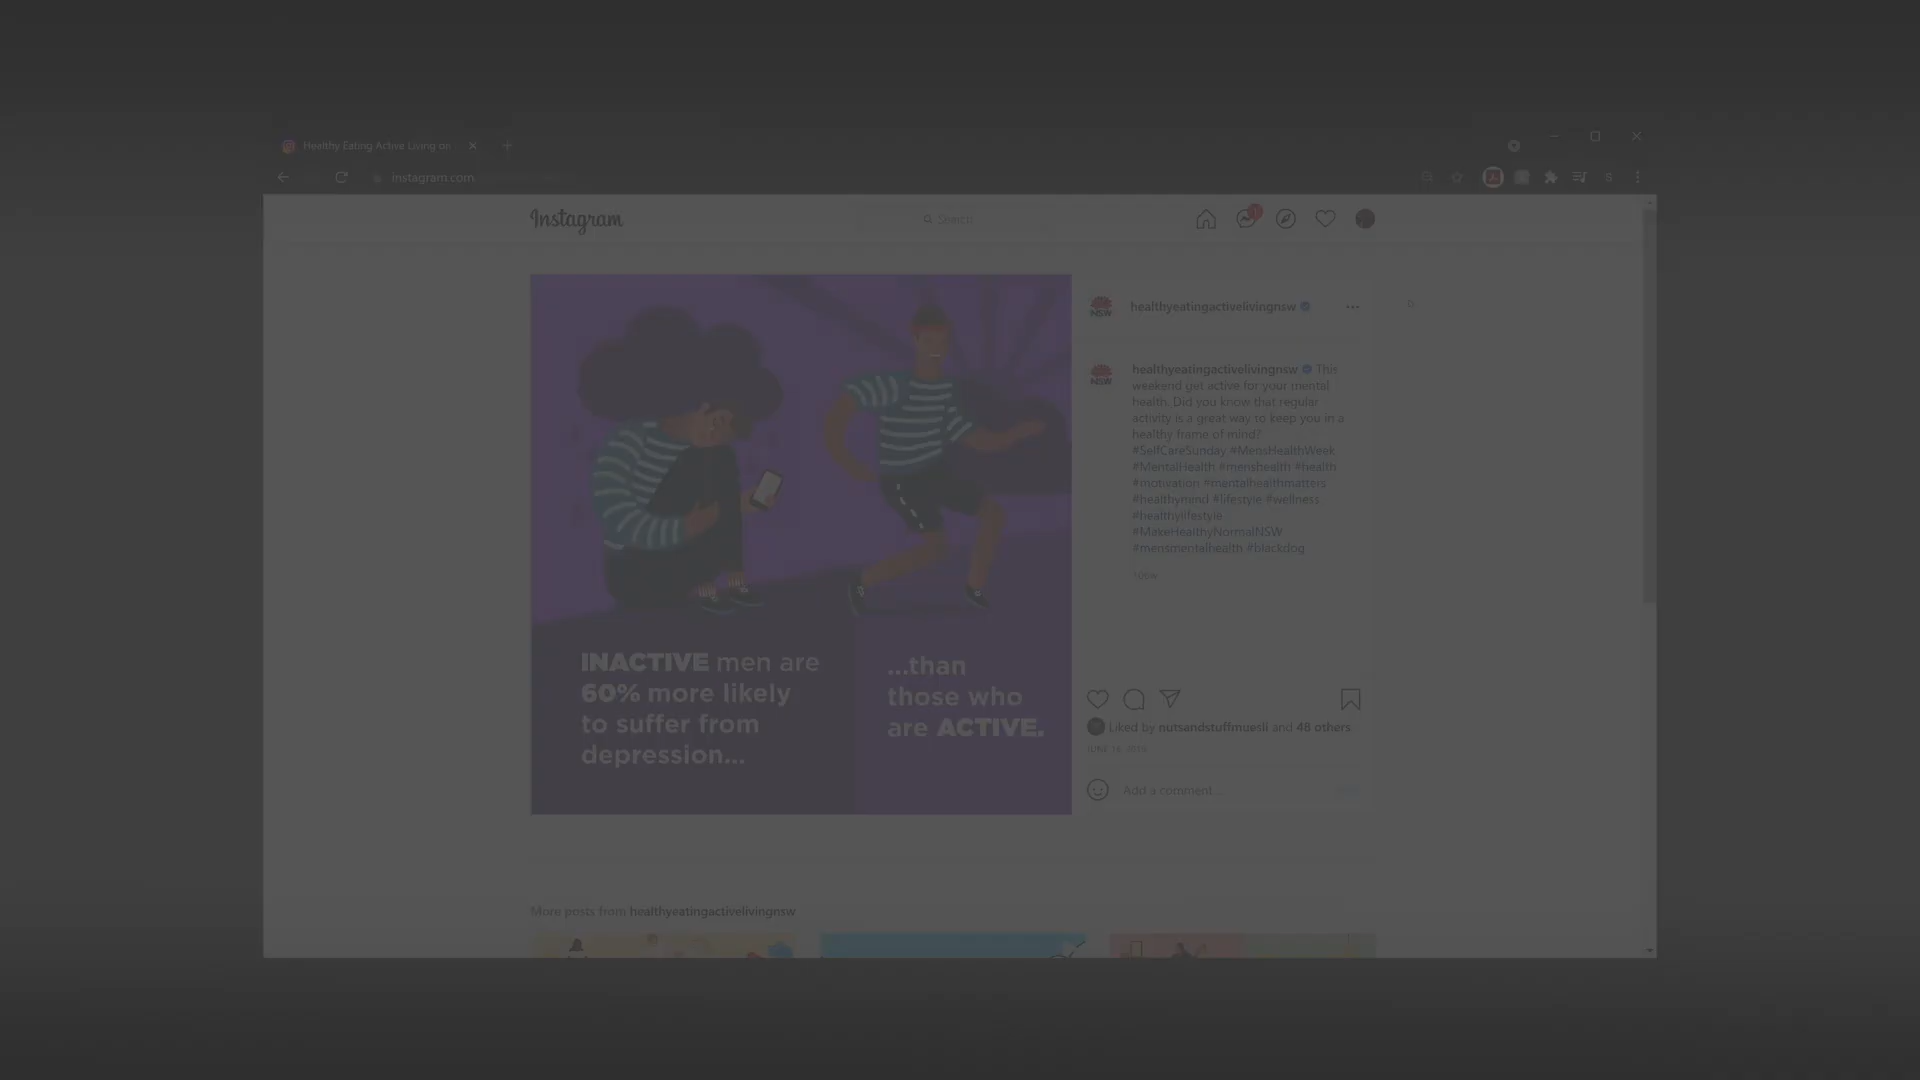 Healthy Eating Active Living on
instagram.com
Instagram
Search
1
INACTIVE men are
60% more likely
to suffer from
depression...
...than
those who
are ACTIVE.
NSW
healthyeatingactivelivingnsw
NSW
healthyeatingactivelivingnsw This
weekend get active for your mental
health. Did you know that regular
activity is a great way to keep you in a
healthy frame of mind?
#SelfCareSunday #MensHealthWeek
#MentalHealth #menshealth #health
#motivation #mantalhealthmatters
#healthymind #lifestyle #wellness
#healthylifestyle
#MakeHealthyNormalNSW
#mensmentalhealth #blackdog
Liked by nutsandstuffmuesli and 48 others
Add a comment...
More posts from healthyeatingactivelivingnsw